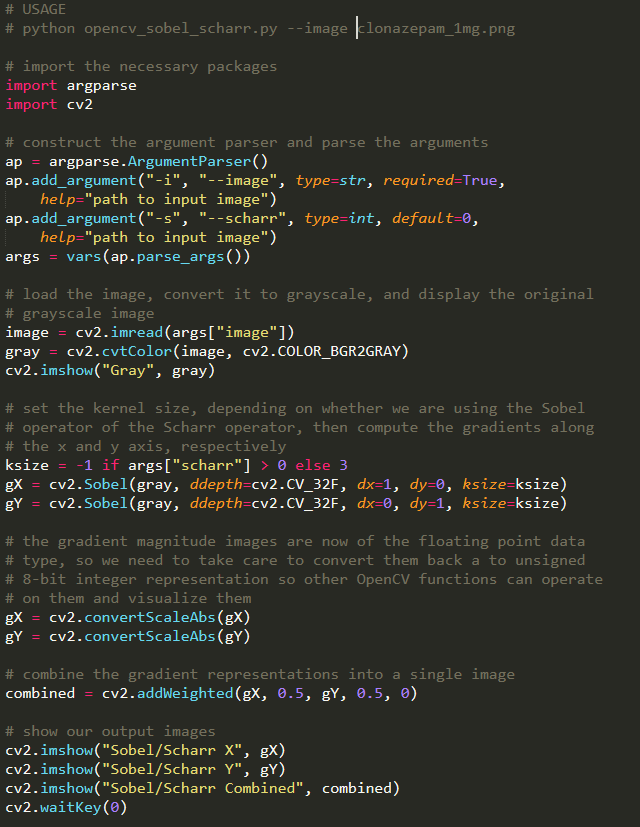 # USAGE
# python opencv_sobel_scharr.py --image clonazepam_1mg.png
# import the necessary packages
import argparse
import cv2
# construct the argument parser and parse the arguments
ap = argparse.ArgumentParser()
ap.add_argument("-i", "--image", type=str, required=True,
    help="path to input image")
ap.add_argument("-s", "--scharr", type=int, default=0,
    help="path to input image")
args = vars(ap.parse_args())
# load the image, convert it to grayscale, and display the original
# grayscale image
image = cv2.imread(args["image"])
gray = cv2.cvtColor(image, cv2.COLOR_BGR2GRAY)
cv2.imshow("Gray", gray)
# set the kernel size, depending on whether we are using the Sobel
# operator of the Scharr operator, then compute the gradients along
# the x and y axis, respectively
ksize = -1 if args["scharr"] > 0 else 3
gX = cv2.Sobel(gray, ddepth=cv2.CV_32F, dx=1, dy=0, ksize=ksize)
gY = cv2.Sobel(gray, ddepth=cv2.CV_32F, dx=0, dy=1, ksize=ksize)
# the gradient magnitude images are now of the floating point data
# type, so we need to take care to convert them back a to unsigned
# 8-bit integer representation so other OpenCV functions can operate
# on them and visualize them
gX = cv2.convertScaleAbs(gX)
gY = cv2.convertScaleAbs(gY)
# combine the gradient representations into a single image
combined = cv2.addWeighted(gX, 0.5, gY, 0.5, 0)
# show our output images
cv2.imshow("Sobel/Scharr X", gX)
cv2.imshow("Sobel/Scharr Y", gY)
cv2.imshow("Sobel/Scharr Combined", combined)
cv2.waitKey(0)